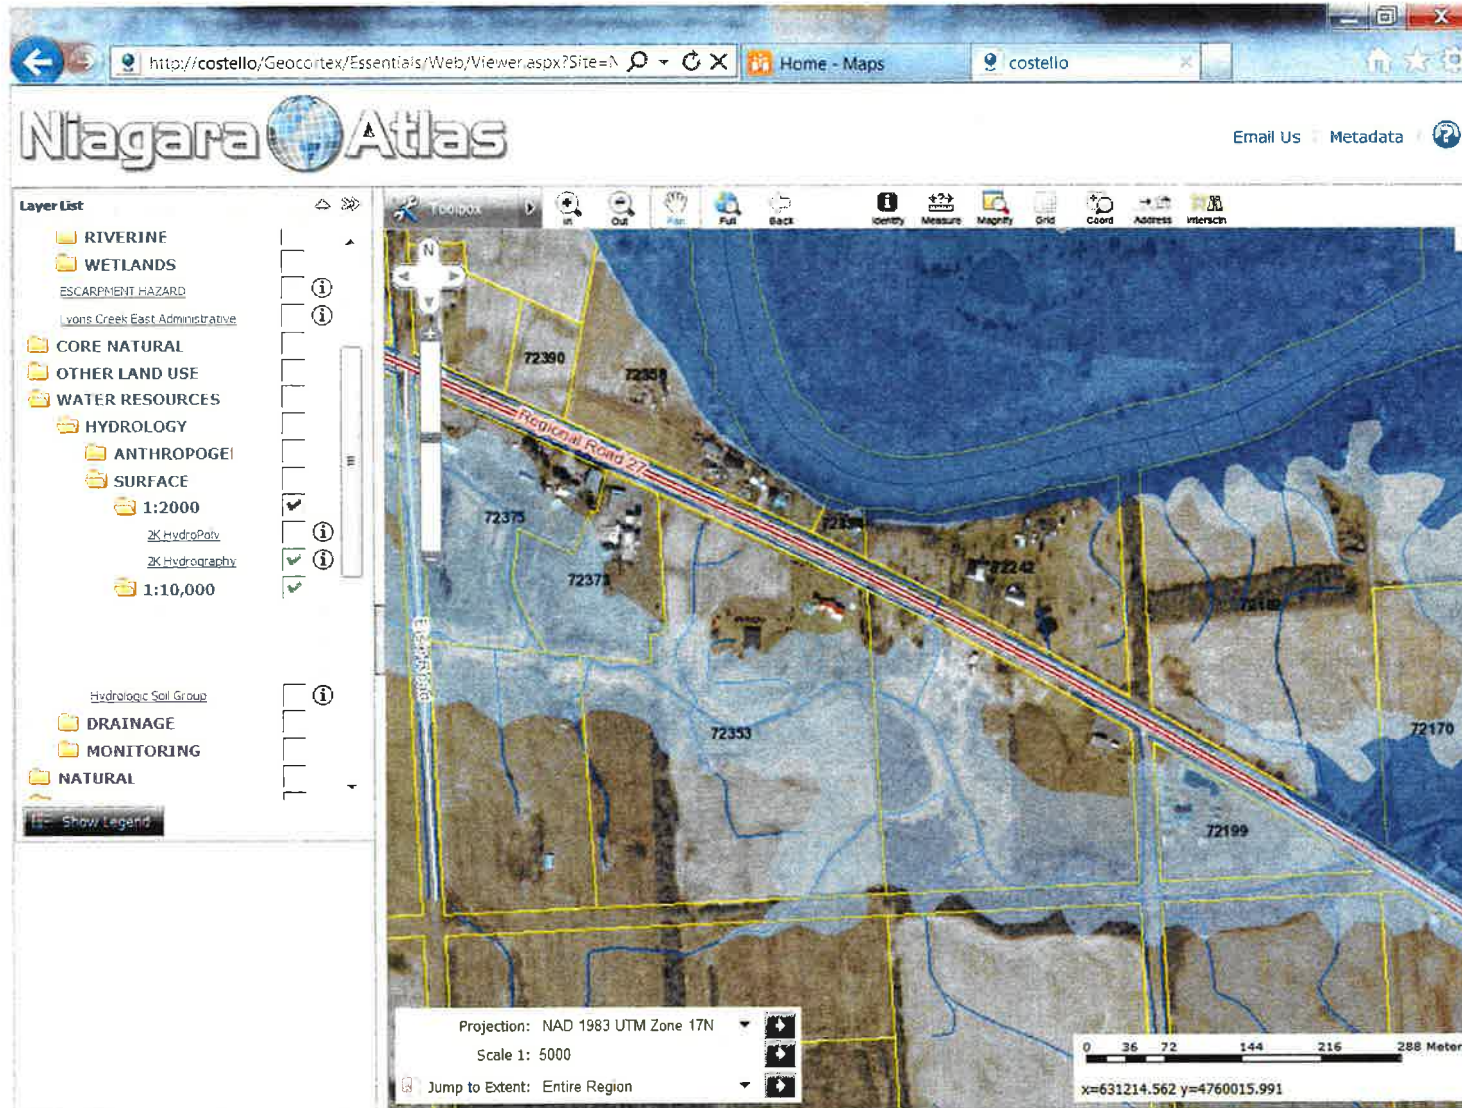 http://costello/Geocortex/Essentials/Web/Viewer.aspx?Site=N
Home - Maps
costello
Niagara Atlas
Email Us
Metadata
Layer List
Toolbox
In
Out
Pan
Full
Back
Identify
Measure
Magnify
Grid
Coord
Address
Intersctn
RIVERINE
WETLANDS
ESCARPMENT HAZARD
Lyons Creek East Administrative
CORE NATURAL
OTHER LAND USE
WATER RESOURCES
HYDROLOGY
ANTHROPOGEI
SURFACE
1:2000
2K HydroPoly
2K Hydrography
1:10,000
Hydrologic Soil Group
DRAINAGE
MONITORING
NATURAL
Show Legend
N
72390
72358
Regional Road 27
72375
72373
72242
72353
72170
72199
Projection: NAD 1983 UTM Zone 17N
Scale 1: 5000
Jump to Extent: Entire Region
0 36 72 144 216 288 Meter
x=631214.562 y=4760015.991